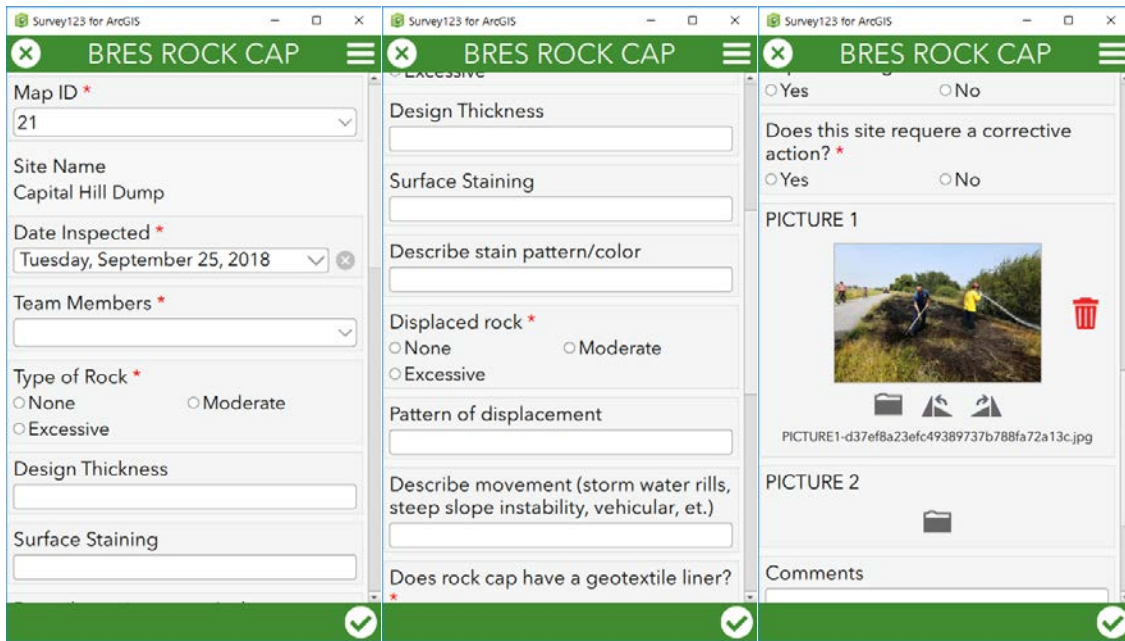 Survey123 for ArcGIS
BRES ROCK CAP
Map ID *
21
Site Name
Capital Hill Dump
Date Inspected *
Tuesday, September 25, 2018
Team Members *
Type of Rock *
None Moderate
Excessive
Design Thickness
Surface Staining
Survey123 for ArcGIS
BRES ROCK CAP
Excessive
Design Thickness
Surface Staining
Describe stain pattern/color
Displaced rock *
None Moderate
Excessive
Pattern of displacement
Describe movement (storm water rills,
steep slope instability, vehicular, et.)
Does rock cap have a geotextile liner?
*
Survey123 for ArcGIS
BRES ROCK CAP
Yes No
Does this site requere a corrective
action? *
Yes No
PICTURE 1
PICTURE1-d37ef8a23efc49389737b788fa72a13c.jpg
PICTURE 2
Comments